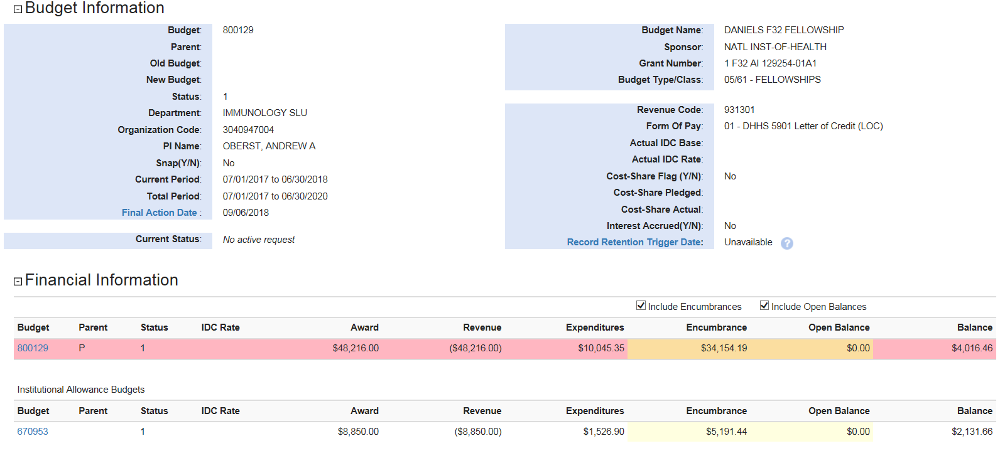 Budget Information
Budget: 800129
Parent:
Old Budget:
New Budget:
Status: 1
Department: IMMUNOLOGY SLU
Organization Code: 3040947004
PI Name: OBERST, ANDREW A
Snap(Y/N): No
Current Period: 07/01/2017 to 06/30/2018
Total Period: 07/01/2017 to 06/30/2020
Final Action Date : 09/06/2018
Current Status: No active request
Budget Name: DANIELS F32 FELLOWSHIP
Sponsor: NATL INST-OF-HEALTH
Grant Number: 1 F32 AI 129254-01A1
Budget Type/Class: 05/61 - FELLOWSHIPS
Revenue Code: 931301
Form Of Pay: 01 - DHHS 5901 Letter of Credit (LOC)
Actual IDC Base:
Actual IDC Rate:
Cost-Share Flag (Y/N): No
Cost-Share Pledged:
Cost-Share Actual:
Interest Accrued(Y/N): No
Record Retention Trigger Date: Unavailable ?
Financial Information
Include Encumbrances Include Open Balances
Budget Parent Status IDC Rate Award Revenue Expenditures Encumbrance Open Balance Balance
800129 P 1 $48,216.00 ($48,216.00) $10,045.35 $34,154.19 $0.00 $4,016.46
Institutional Allowance Budgets
Budget Parent Status IDC Rate Award Revenue Expenditures Encumbrance Open Balance Balance
670953 1 $8,850.00 ($8,850.00) $1,526.90 $5,191.44 $0.00 $2,131.66